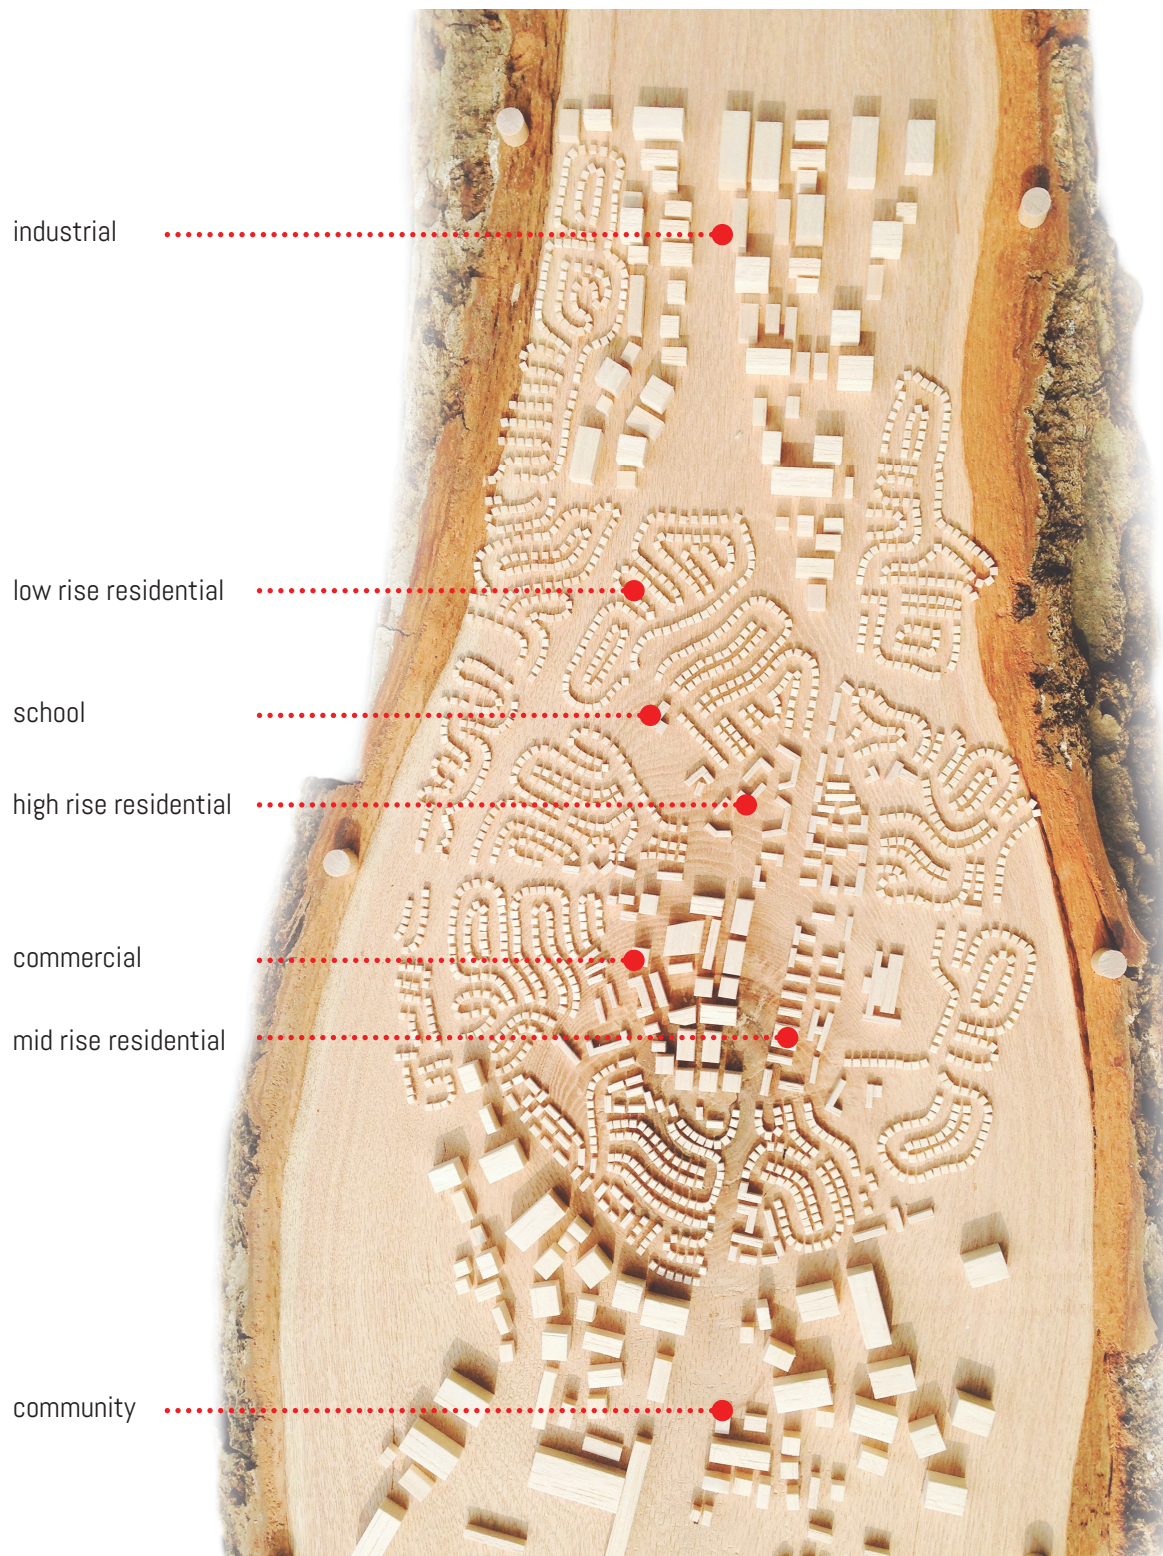 industrial
low rise residential
school
high rise residential
commercial
mid rise residential
community